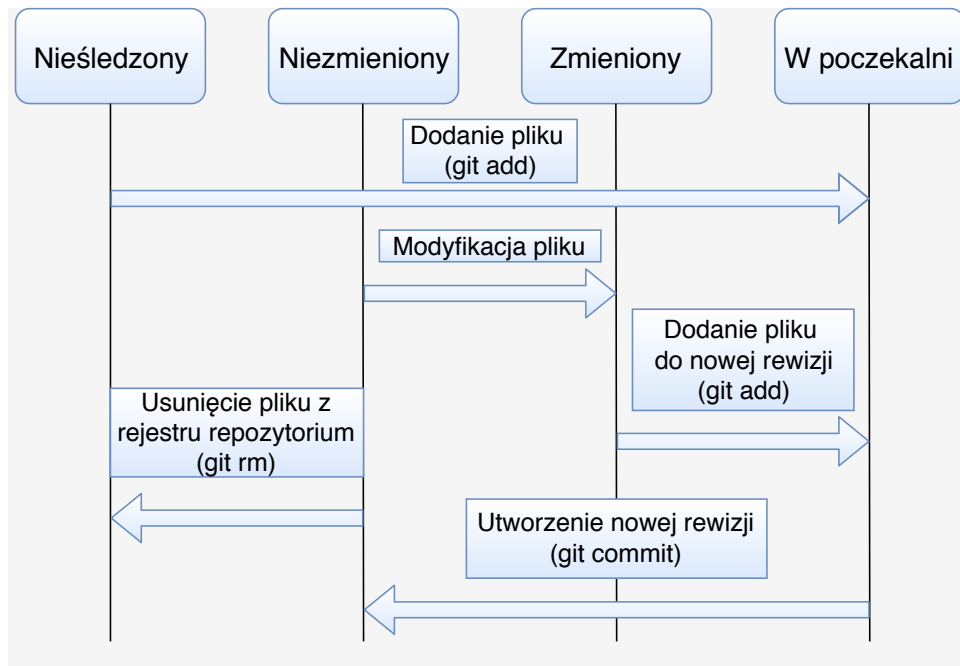 Nieśledzony
Niezmieniony
Zmieniony
W poczekalni
Dodanie pliku
(git add)
Modyfikacja pliku
Dodanie pliku
do nowej rewizji
(git add)
Usunięcie pliku z
rejestru repozytorium
(git rm)
Utworzenie nowej rewizji
(git commit)